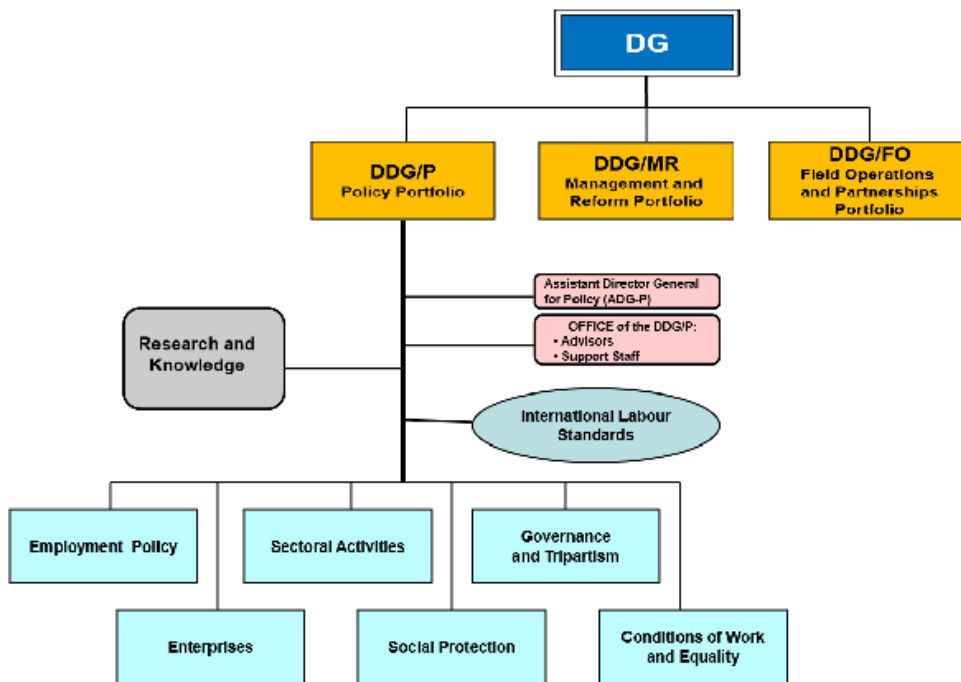 DG
DDG/P
Policy Portfolio
DDG/MR
Management and
Reform Portfolio
DDG/FO
Field Operations
and Partnerships
Portfolio
Assistant Director General
for Policy (ADG-P)
OFFICE of the DDG/P:
• Advisors
• Support Staff
Research and
Knowledge
International Labour
Standards
Employment Policy
Sectoral Activities
Governance
and Tripartism
Enterprises
Social Protection
Conditions of Work
and Equality